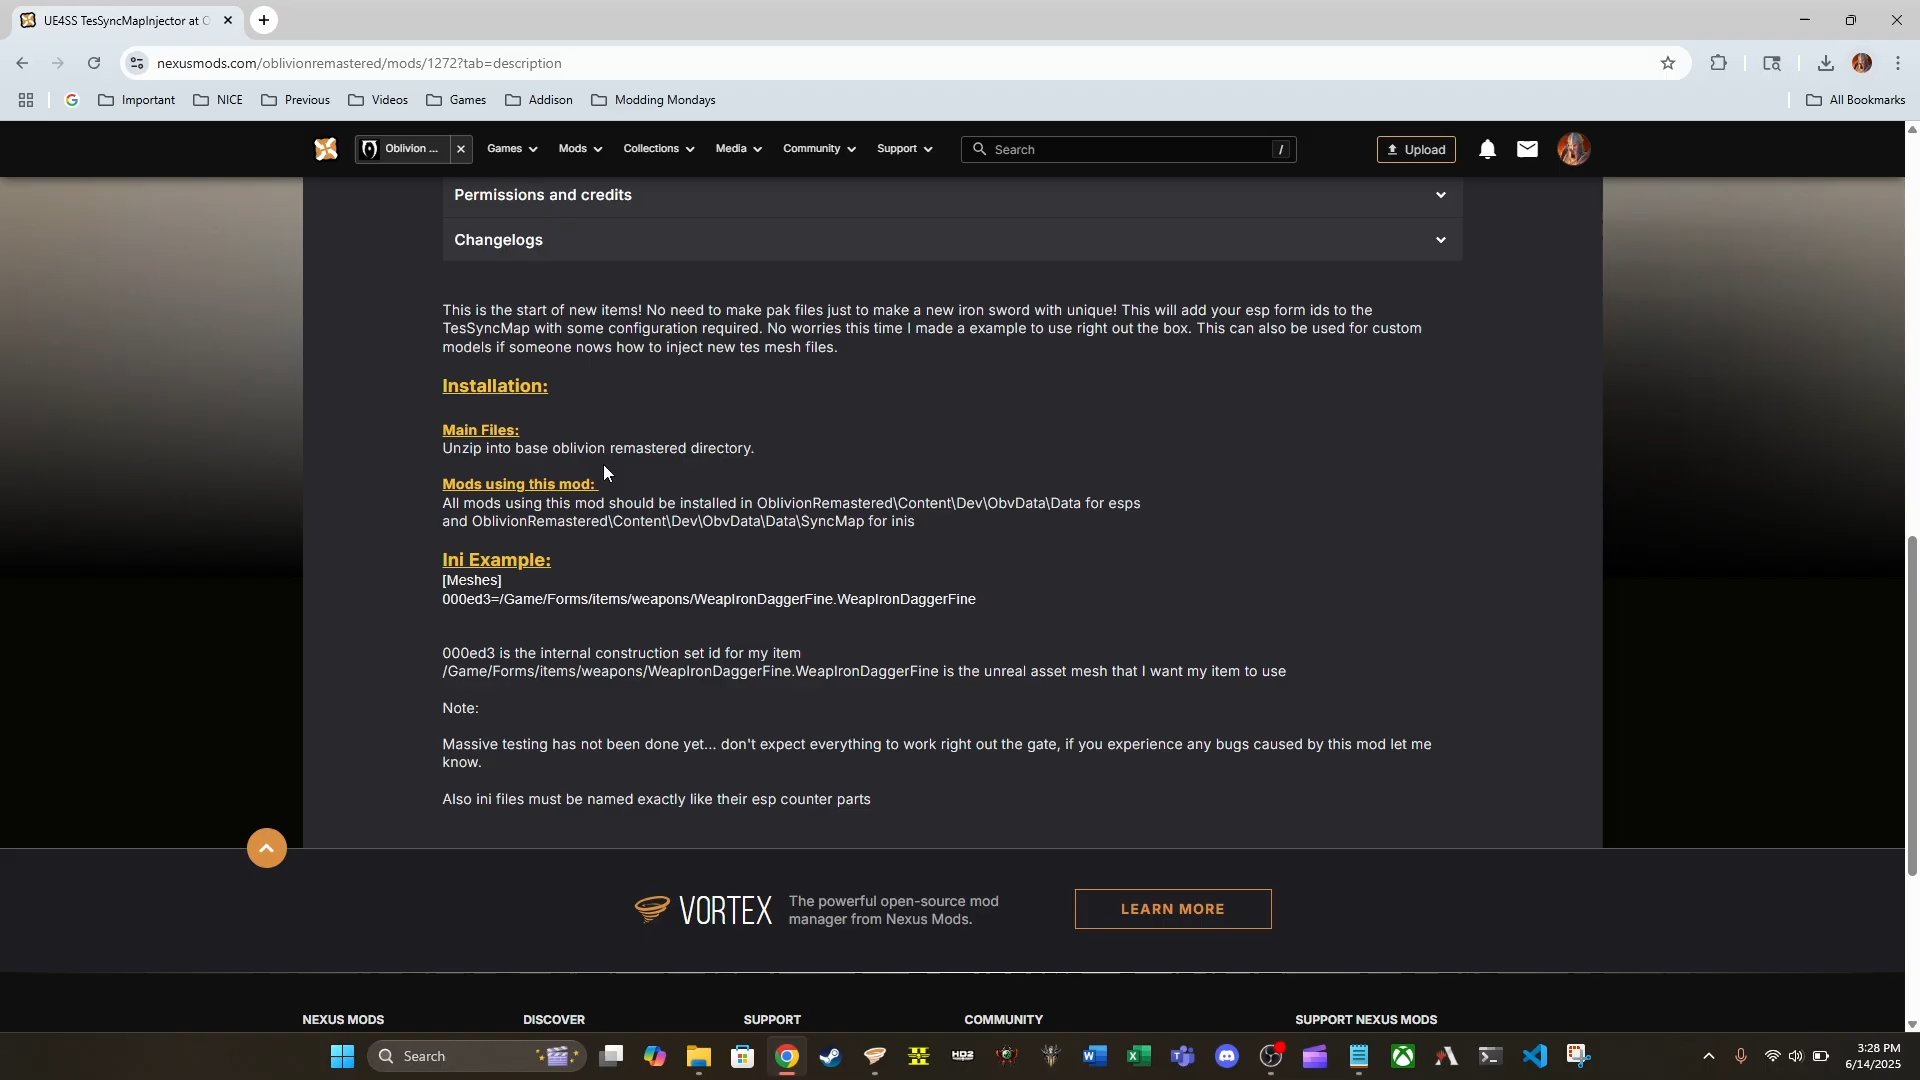 UE4SS TesSyncMapInjector at O
nexusmods.com/oblivionremastered/mods/1272?tab=description
Important
NICE
Previous
Videos
Games
Addison
Modding Mondays
All Bookmarks
Oblivion ...
Games
Mods
Collections
Media
Community
Support
Search
/
Upload
Permissions and credits
Changelogs
This is the start of new items! No need to make pak files just to make a new iron sword with unique! This will add your esp form ids to the
TesSyncMap with some configuration required. No worries this time I made a example to use right out the box. This can also be used for custom
models if someone nows how to inject new tes mesh files.
Installation:
Main Files:
Unzip into base oblivion remastered directory.
Mods using this mod:
All mods using this mod should be installed in OblivionRemastered\Content\Dev\ObvData\Data for esps
and OblivionRemastered\Content\Dev\ObvData\Data\SyncMap for inis
Ini Example:
[Meshes]
000ed3=/Game/Forms/items/weapons/WeapIronDaggerFine.WeapIronDaggerFine
000ed3 is the internal construction set id for my item
/Game/Forms/items/weapons/WeapIronDaggerFine.WeapIronDaggerFine is the unreal asset mesh that I want my item to use
Note:
Massive testing has not been done yet... don't expect everything to work right out the gate, if you experience any bugs caused by this mod let me
know.
Also ini files must be named exactly like their esp counter parts
VORTEX
The powerful open-source mod
manager from Nexus Mods.
LEARN MORE
NEXUS MODS
DISCOVER
SUPPORT
COMMUNITY
SUPPORT NEXUS MODS
Search
HD2
3:28 PM
6/14/2025